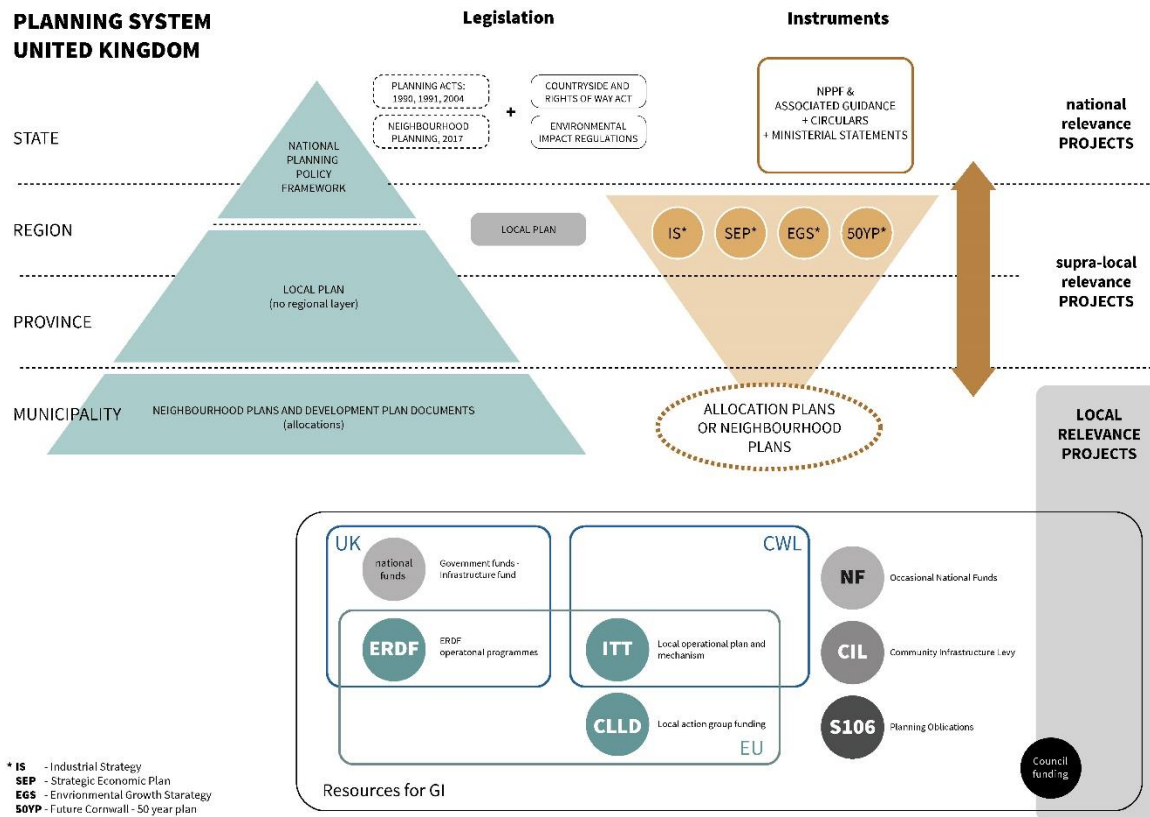 PLANNING SYSTEM
UNITED KINGDOM
Legislation
Instruments
STATE
NATIONAL
PLANNING
POLICY
FRAMEWORK
PLANNING ACTS:
1990, 1991, 2004
NEIGHBOURHOOD
PLANNING, 2017
+
COUNTRYSIDE AND
RIGHTS OF WAY ACT
ENVIRONMENTAL
IMPACT REGULATIONS
NPPF &
ASSOCIATED GUIDANCE
+ CIRCULARS
+ MINISTERIAL STATEMENTS
national
relevance
PROJECTS
REGION
LOCAL PLAN
IS*
SEP*
EGS*
50YP*
LOCAL PLAN
(no regional layer)
supra-local
relevance
PROJECTS
PROVINCE
MUNICIPALITY
NEIGHBOURHOOD PLANS AND DEVELOPMENT PLAN DOCUMENTS
(allocations)
ALLOCATION PLANS
OR NEIGHBOURHOOD
PLANS
LOCAL
RELEVANCE
PROJECTS
UK
national
funds
Government funds -
Infrastructure fund
CWL
NF
Occasional National Funds
ERDF
ERDF
operatonal programmes
ITT
Local operational plan and
mechanism
CIL
Community Infrastructure Levy
CLLD
Local action group funding
EU
S106
Planning Oblications
Council
funding
Resources for GI
* IS - Industrial Strategy
SEP - Strategic Economic Plan
EGS - Envrionmental Growth Starategy
50YP - Future Cornwall - 50 year plan